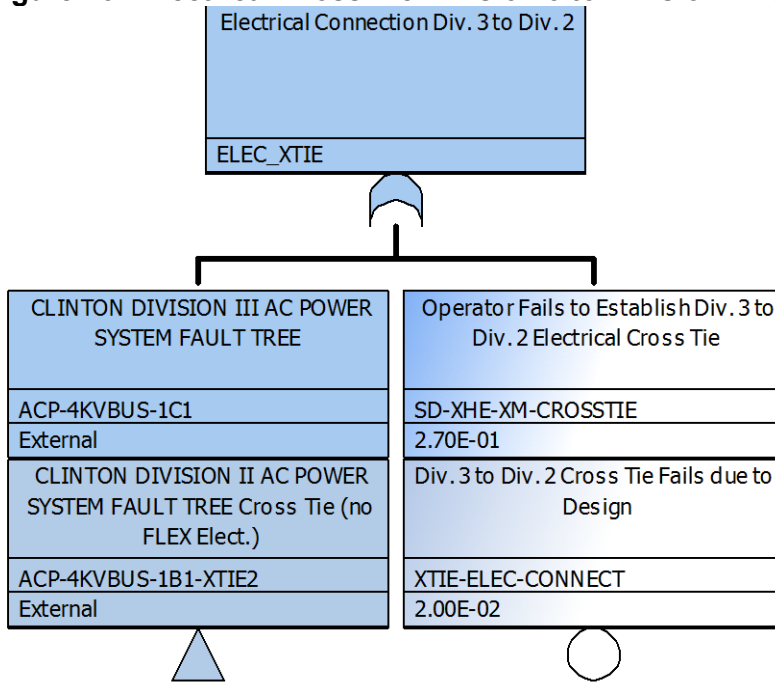 Electrical Connection Div. 3 to Div. 2
ELEC_XTIE
CLINTON DIVISION III AC POWER
SYSTEM FAULT TREE
ACP-4KVBUS-1C1
External
Operator Fails to Establish Div. 3 to
Div. 2 Electrical Cross Tie
SD-XHE-XM-CROSSTIE
2.70E-01
CLINTON DIVISION II AC POWER
SYSTEM FAULT TREE Cross Tie (no
FLEX Elect.)
ACP-4KVBUS-1B1-XTIE2
External
Div. 3 to Div. 2 Cross Tie Fails due to
Design
XTIE-ELEC-CONNECT
2.00E-02